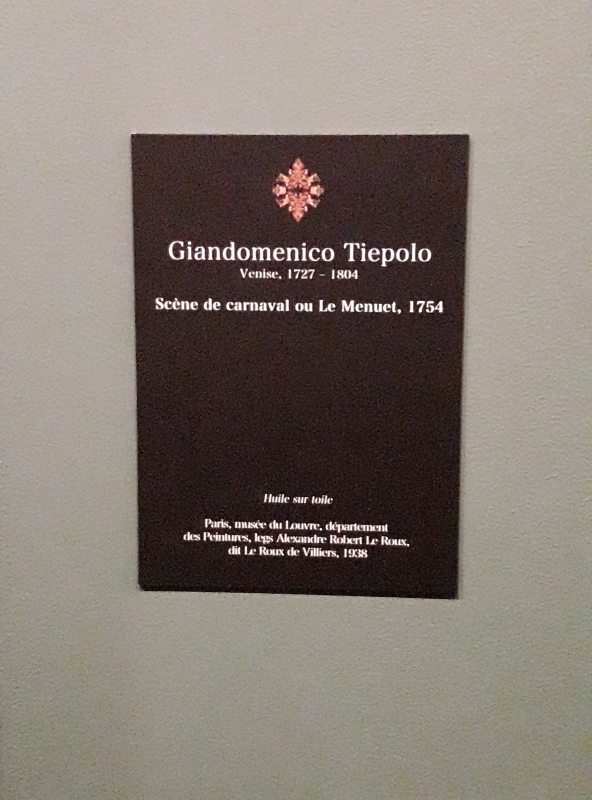 Giandomenico Tiepolo
Venise, 1727 - 1804
Scène de carnaval ou Le Menuet, 1754
Huile sur toile
Paris, musée du Louvre, département
des Peintures, legs Alexandre Robert Le Roux,
dit Le Roux de Villiers, 1938